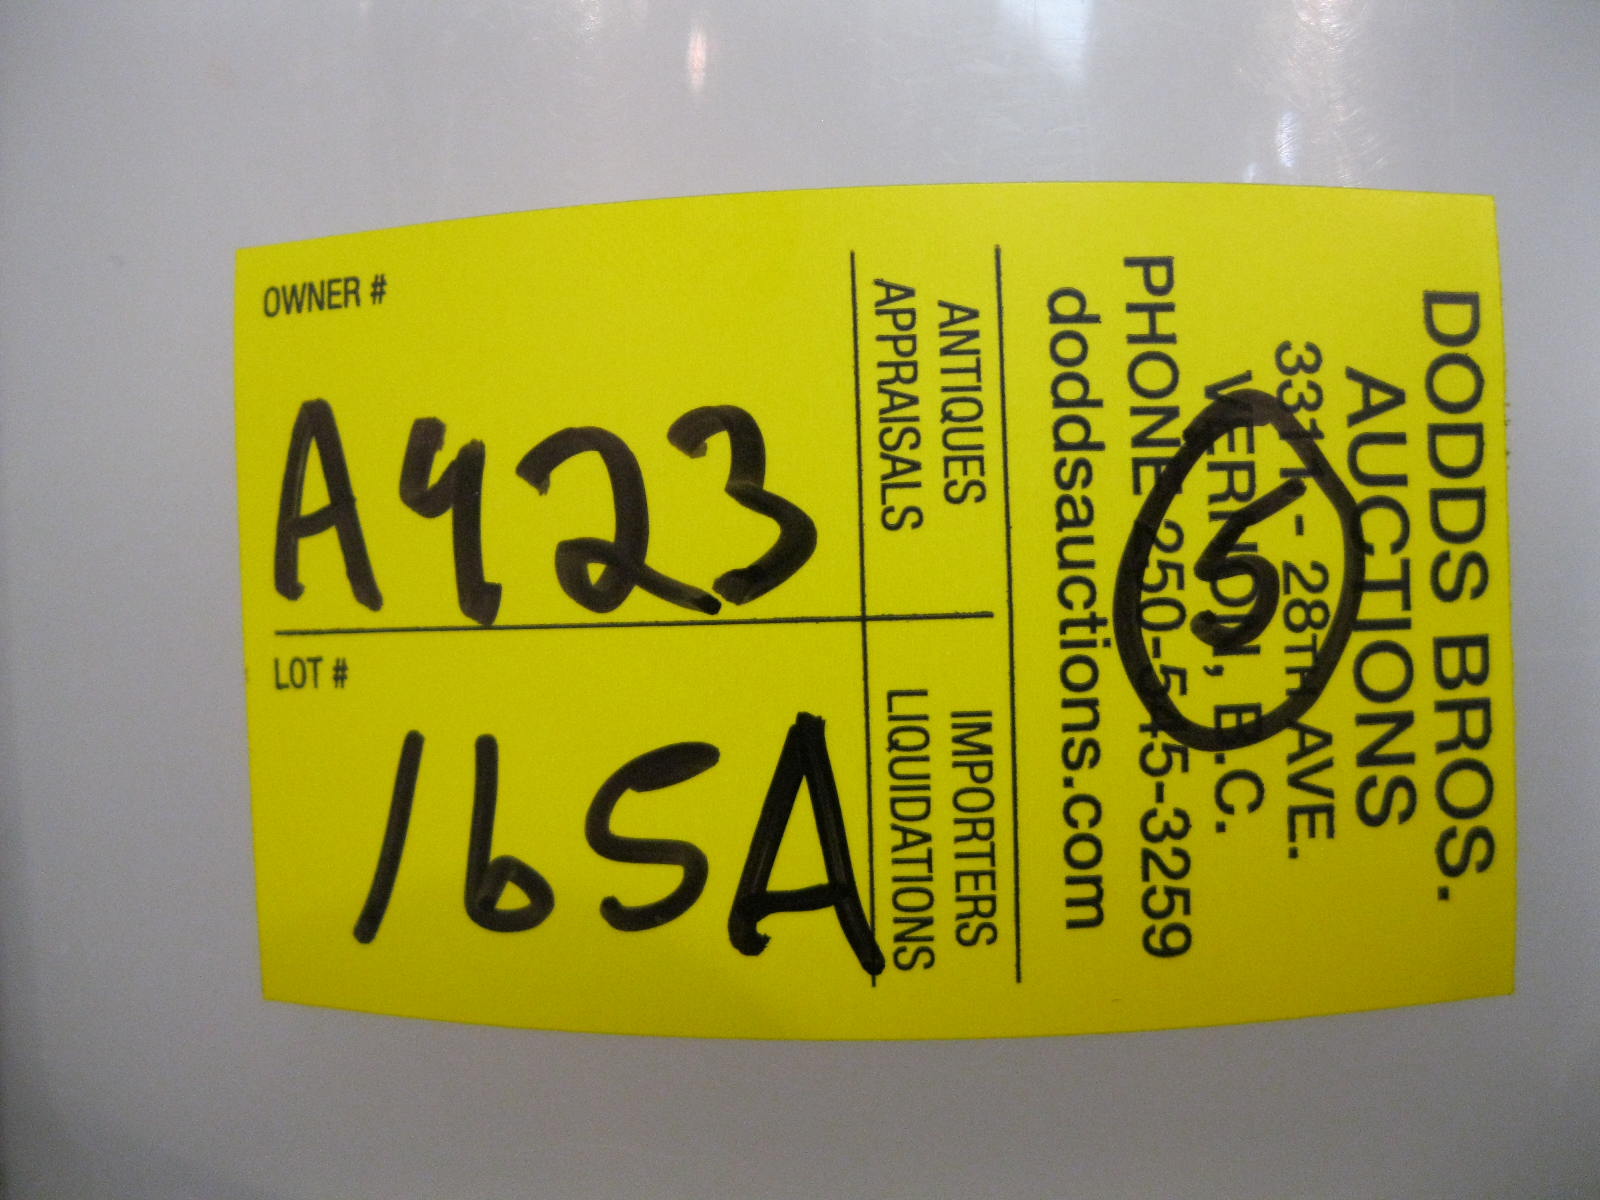 DODDS BROS.
AUCTIONS
3311 - 28TH AVE.
VERNON, B.C.
PHONE 250-545-3259
doddsauctions.com
5
ANTIQUES
APPRAISALS
IMPORTERS
LIQUIDATIONS
OWNER #
A423
LOT #
165A